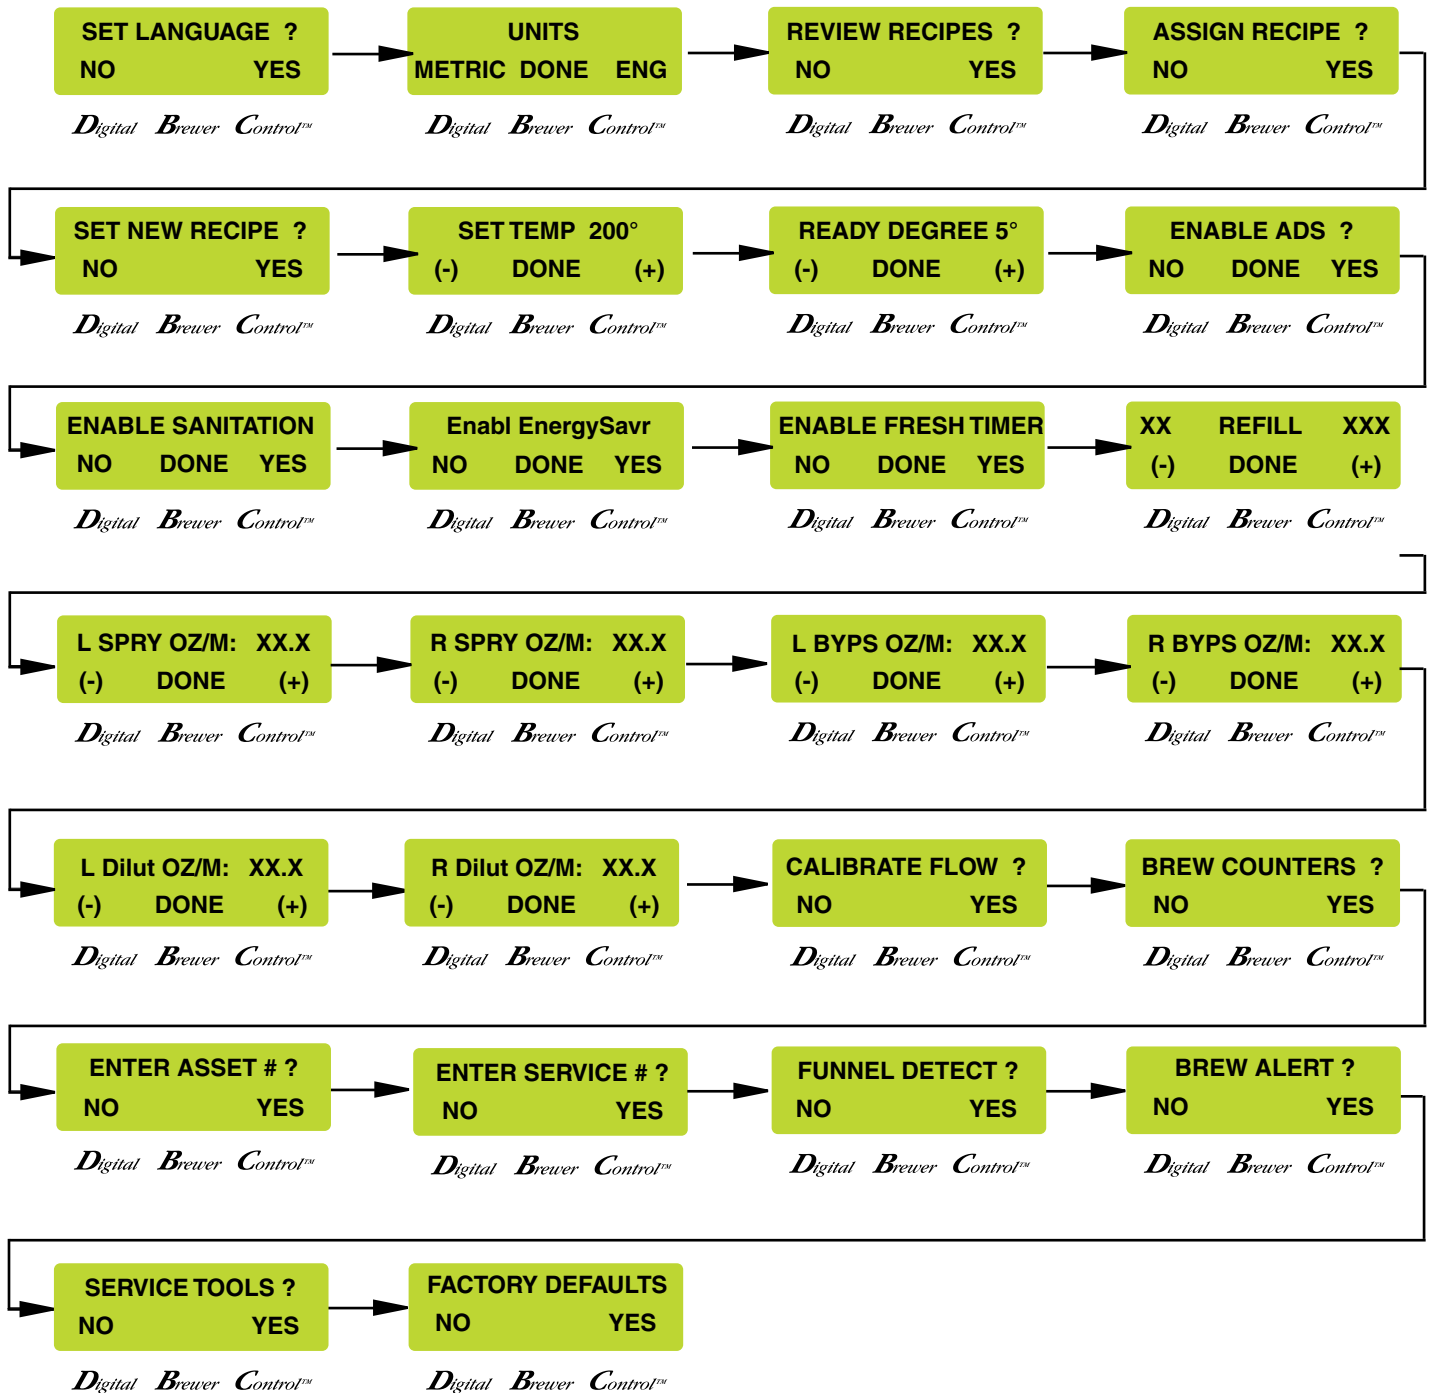 SET LANGUAGE ?
NO YES
Digital Brewer Control™
UNITS
METRIC DONE ENG
Digital Brewer Control™
REVIEW RECIPES ?
NO YES
Digital Brewer Control™
ASSIGN RECIPE ?
NO YES
Digital Brewer Control™
SET NEW RECIPE ?
NO YES
Digital Brewer Control™
SET TEMP 200°
(-) DONE (+)
Digital Brewer Control™
READY DEGREE 5°
(-) DONE (+)
Digital Brewer Control™
ENABLE ADS ?
NO DONE YES
Digital Brewer Control™
ENABLE SANITATION
NO DONE YES
Digital Brewer Control™
Enabl EnergySavr
NO DONE YES
Digital Brewer Control™
ENABLE FRESH TIMER
NO DONE YES
Digital Brewer Control™
XX REFILL XXX
(-) DONE (+)
Digital Brewer Control™
L SPRY OZ/M: XX.X
(-) DONE (+)
Digital Brewer Control™
R SPRY OZ/M: XX.X
(-) DONE (+)
Digital Brewer Control™
L BYPS OZ/M: XX.X
(-) DONE (+)
Digital Brewer Control™
R BYPS OZ/M: XX.X
(-) DONE (+)
Digital Brewer Control™
L Dilut OZ/M: XX.X
(-) DONE (+)
Digital Brewer Control™
R Dilut OZ/M: XX.X
(-) DONE (+)
Digital Brewer Control™
CALIBRATE FLOW ?
NO YES
Digital Brewer Control™
BREW COUNTERS ?
NO YES
Digital Brewer Control™
ENTER ASSET # ?
NO YES
Digital Brewer Control™
ENTER SERVICE # ?
NO YES
Digital Brewer Control™
FUNNEL DETECT ?
NO YES
Digital Brewer Control™
BREW ALERT ?
NO YES
Digital Brewer Control™
SERVICE TOOLS ?
NO YES
Digital Brewer Control™
FACTORY DEFAULTS
NO YES
Digital Brewer Control™